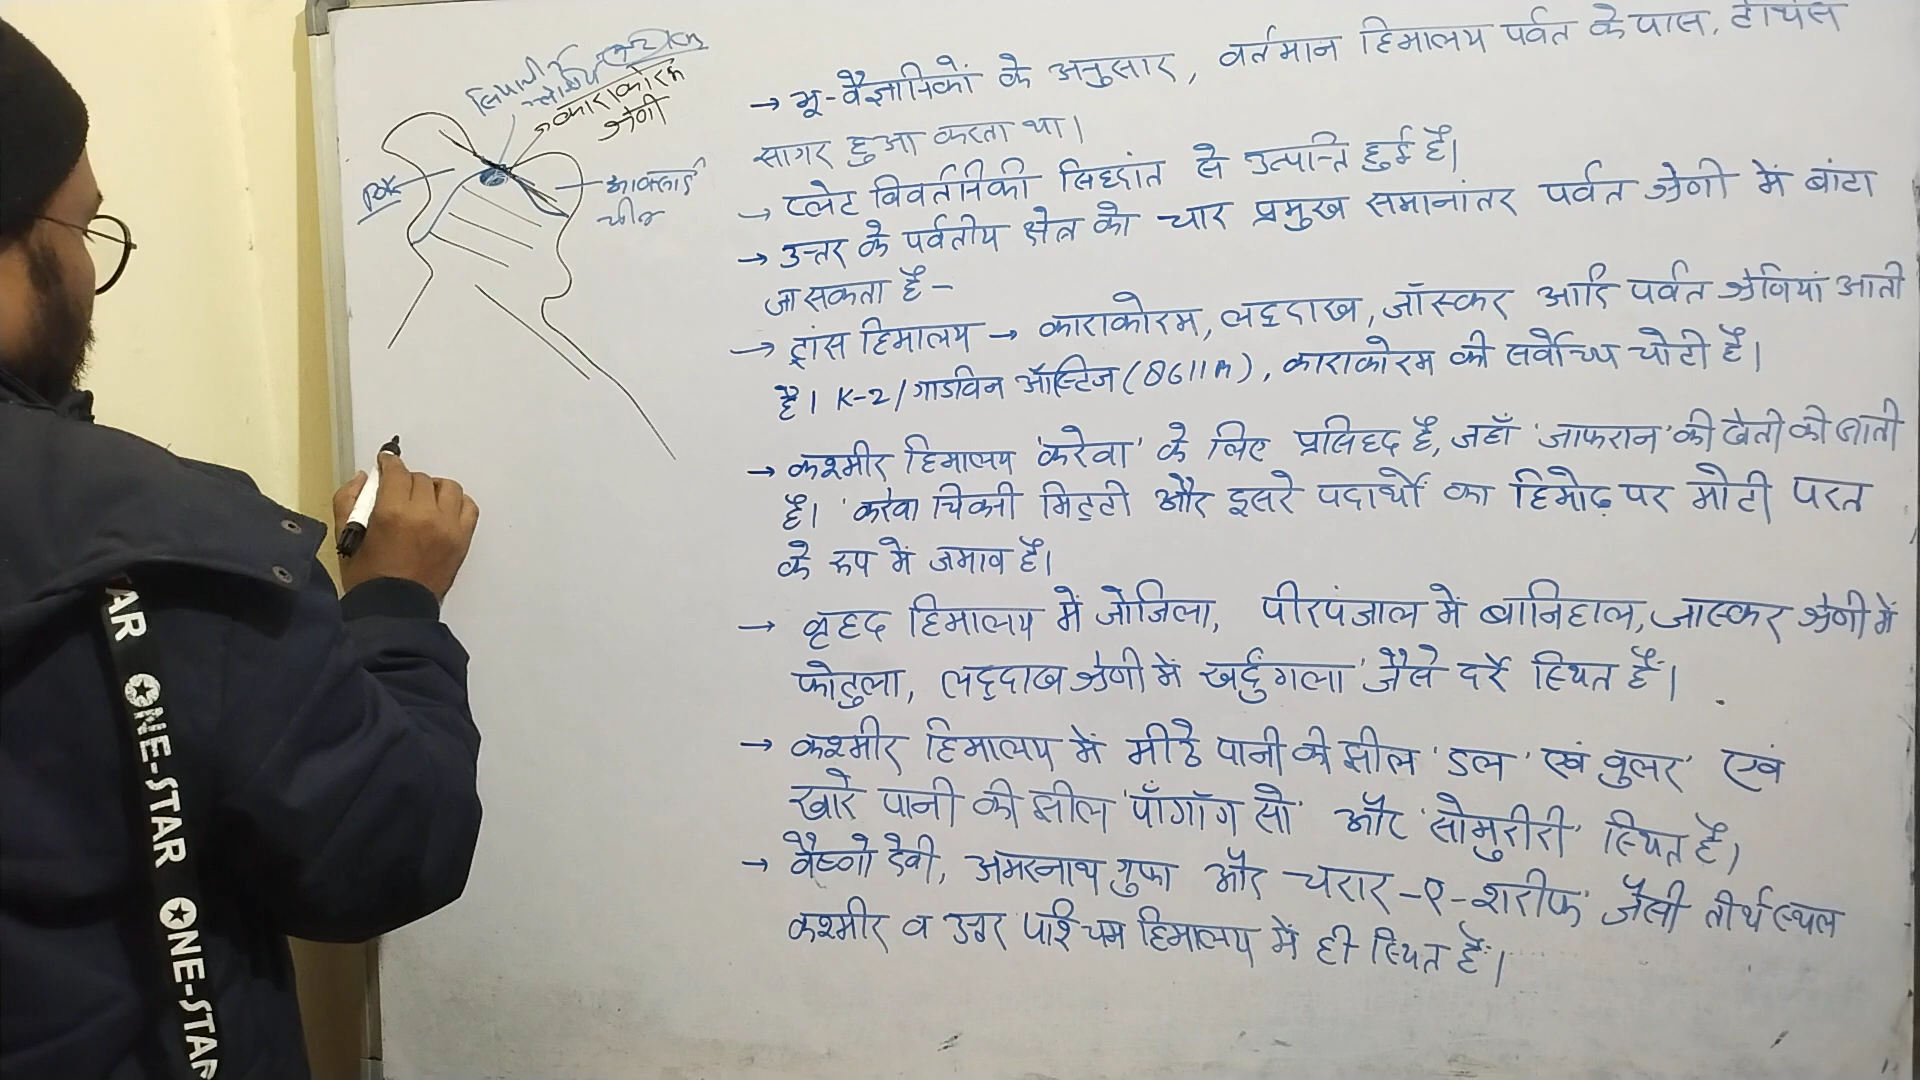 सियाचीन
ग्लेशियर
काराकोरम
श्रेणी
POK
अक्साई
चीन
→ भू-वैज्ञानिकों के अनुसार, वर्तमान हिमालय पर्वत के पास, टेथिस
सागर हुआ करता था।
→ प्लेट विवर्तनिकी सिध्दांत से उत्पत्ति हुई है।
→ उत्तर के पर्वतीय क्षेत्र को चार प्रमुख समानांतर पर्वत श्रेणी में बांटा
जा सकता है -
→ ट्रांस हिमालय → काराकोरम, लद्दाख, जॉस्कर आदि पर्वत श्रेणियां आती
है। K-2/गाडविन ऑस्टिन (8611m), काराकोरम की सर्वोच्च चोटी है।
→ कश्मीर हिमालय 'करेवा' के लिए प्रसिध्द है, जहाँ 'जाफरान' की खेती की जाती
है। 'करेवा चिकनी मिट्टी और दूसरे पदार्थों का हिमोढ़ पर मोटी परत
के रूप में जमाव है।
→ बृहद हिमालय में जोजिला, पीरपंजाल में बानिहाल, जास्कर श्रेणी में
फोटुला, लद्दाख श्रेणी में खर्दुंगला' जैसे दर्रे स्थित हैं।
→ कश्मीर हिमालय में मीठे पानी की झील 'डल' एवं वुलर' एवं
खारे पानी की झील 'पाँगॉग सो' और 'सोमुरीरी' स्थित है।
→ वैष्णो देवी, अमरनाथ गुफा और चरार-ए-शरीफ' जैसी तीर्थ स्थल
कश्मीर व उत्तर पश्चिम हिमालय में ही स्थित हैं।
STAR
ONE-STAR
ONE-STAR